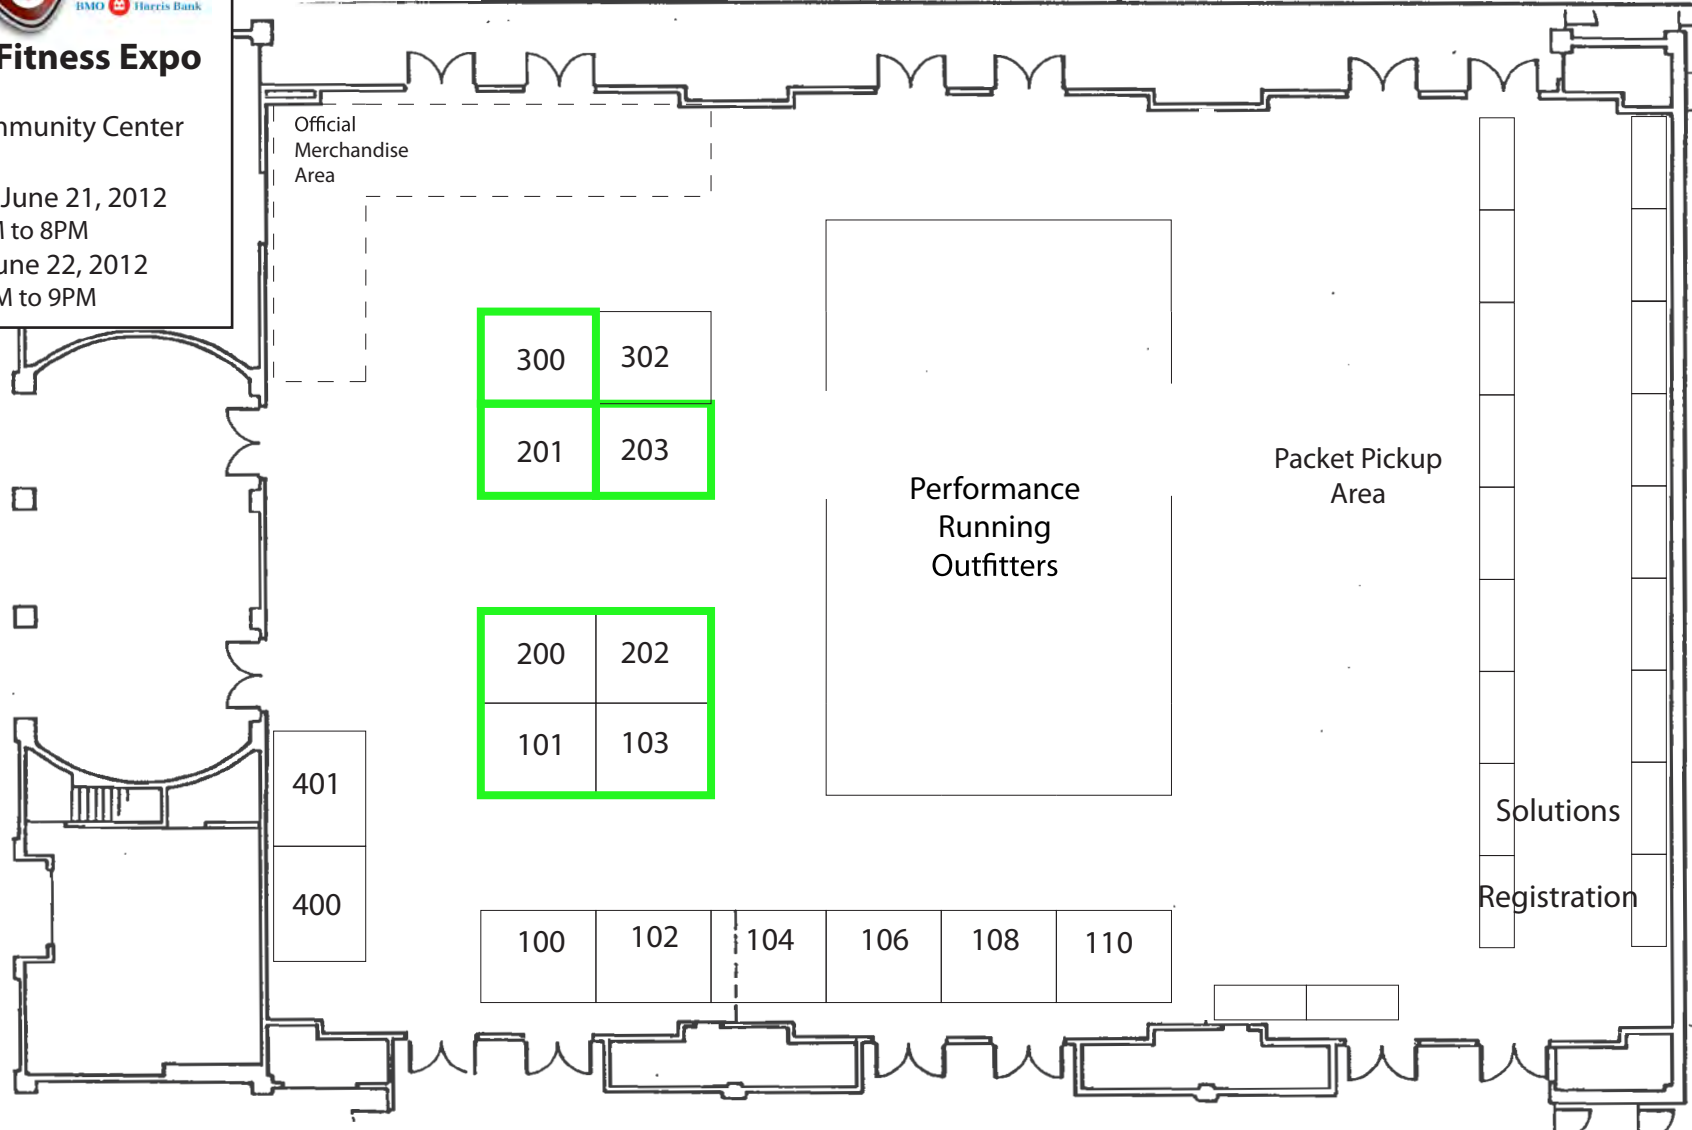 BMO Harris Bank
Fitness Expo
Community Center
June 21, 2012
to 8PM
June 22, 2012
to 9PM
Official
Merchandise
Area
300
302
201
203
Performance
Running
Outfitters
Packet Pickup
Area
200
202
101
103
401
400
Solutions
Registration
100
102
104
106
108
110